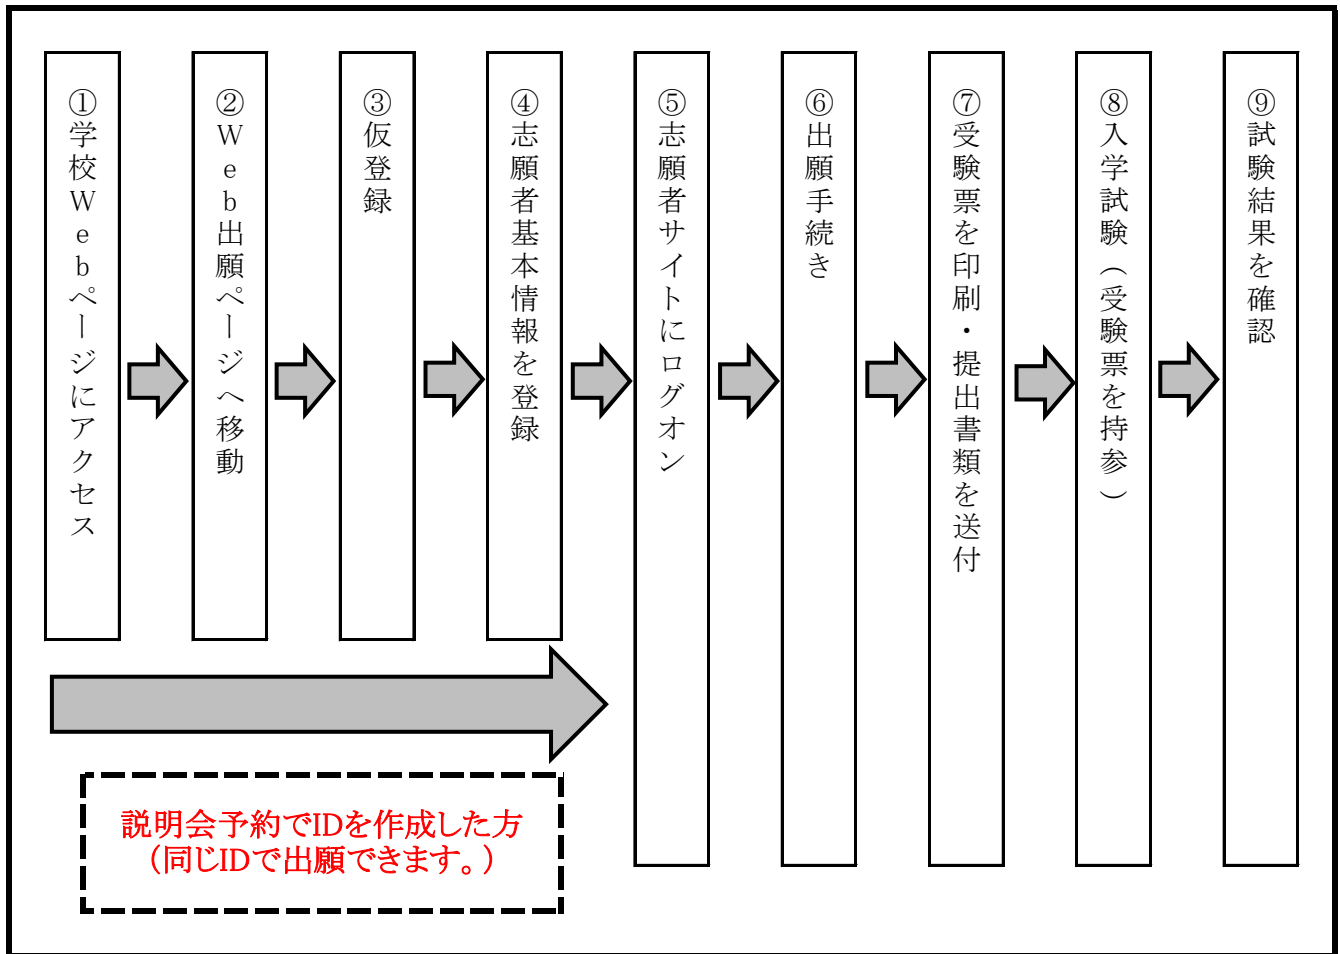 ①学校Webページにアクセス
②Web出願ページへ移動
③仮登録
④志願者基本情報を登録
⑤志願者サイトにログオン
⑥出願手続き
⑦受験票を印刷・提出書類を送付
⑧入学試験（受験票を持参）
⑨試験結果を確認
説明会予約でIDを作成した方
（同じIDで出願できます。）